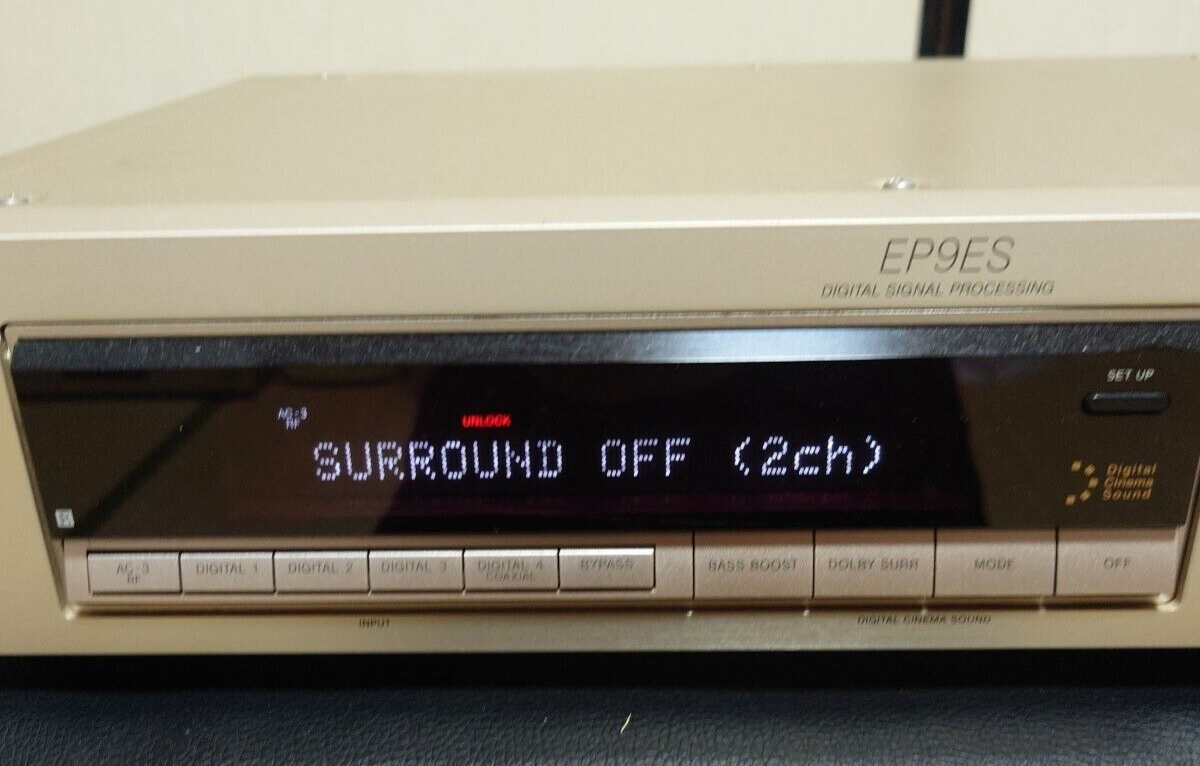 EP9ES
DIGITAL SIGNAL PROCESSING
SET UP
AC-3
RF
UNLOCK
SURROUND OFF (2ch)
Digital
Cinema
Sound
AC-3
RF
DIGITAL 1
DIGITAL 2
DIGITAL 3
DIGITAL 4
COAXIAL
BYPASS
BASS BOOST
DOLBY SURR
MODE
OFF
INPUT
DIGITAL CINEMA SOUND